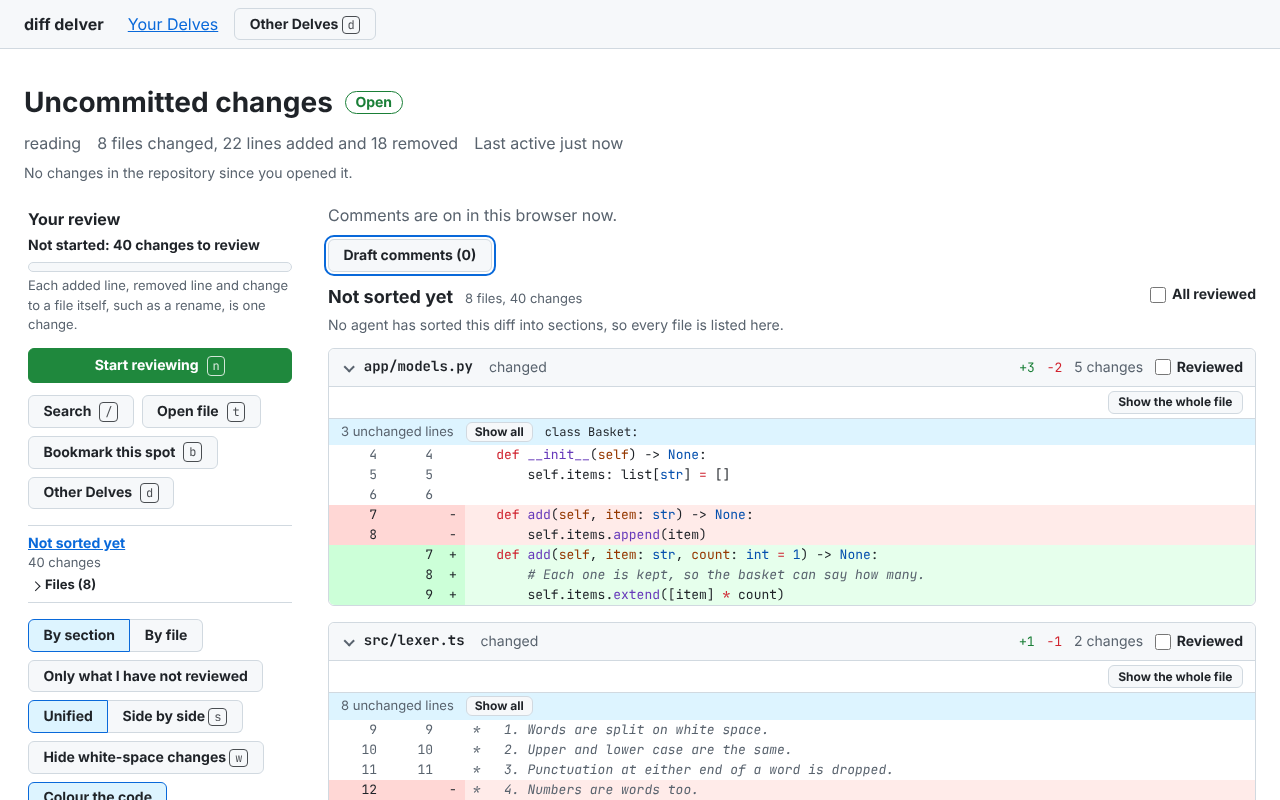 diff delver Your Delves Other Delves d
Uncommitted changes Open
reading 8 files changed, 22 lines added and 18 removed Last active just now
No changes in the repository since you opened it.
Your review
Not started: 40 changes to review
Each added line, removed line and change
to a file itself, such as a rename, is one
change.
Start reviewing n
Search / Open file t
Bookmark this spot b
Other Delves d
Not sorted yet
40 changes
Files (8)
By section By file
Only what I have not reviewed
Unified Side by side s
Hide white-space changes w
Colour the code
Comments are on in this browser now.
Draft comments (0)
Not sorted yet 8 files, 40 changes All reviewed
No agent has sorted this diff into sections, so every file is listed here.
app/models.py changed +3 -2 5 changes Reviewed
Show the whole file
3 unchanged lines Show all class Basket:
4 4 def __init__(self) -> None:
5 5 self.items: list[str] = []
6 6
7 - def add(self, item: str) -> None:
8 - self.items.append(item)
7 + def add(self, item: str, count: int = 1) -> None:
8 + # Each one is kept, so the basket can say how many.
9 + self.items.extend([item] * count)
src/lexer.ts changed +1 -1 2 changes Reviewed
Show the whole file
8 unchanged lines Show all
9 9 * 1. Words are split on white space.
10 10 * 2. Upper and lower case are the same.
11 11 * 3. Punctuation at either end of a word is dropped.
12 - * 4. Numbers are words too.